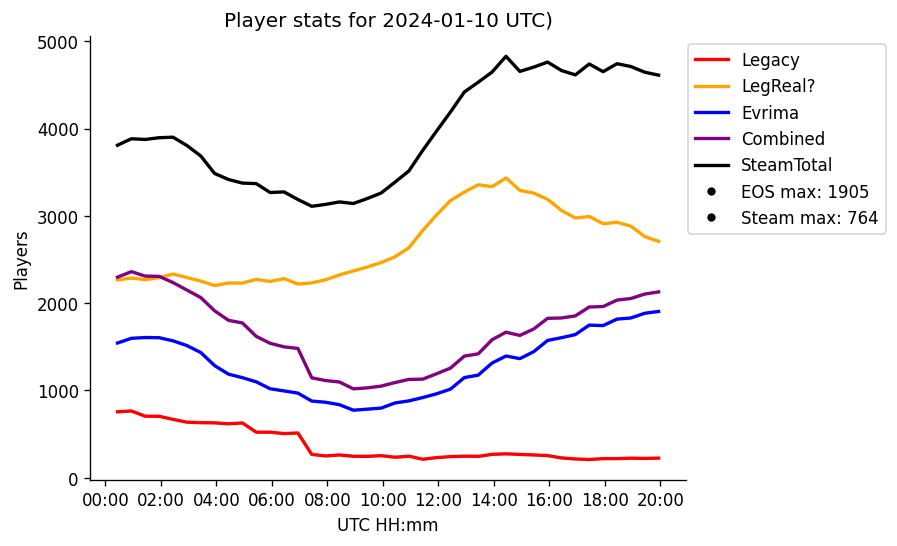 Player stats for 2024-01-10 UTC)
5000
4000
3000
2000
1000
0
Players
00:00 02:00 04:00 06:00 08:00 10:00 12:00 14:00 16:00 18:00 20:00
UTC HH:mm
Legacy
LegReal?
Evrima
Combined
SteamTotal
EOS max: 1905
Steam max: 764